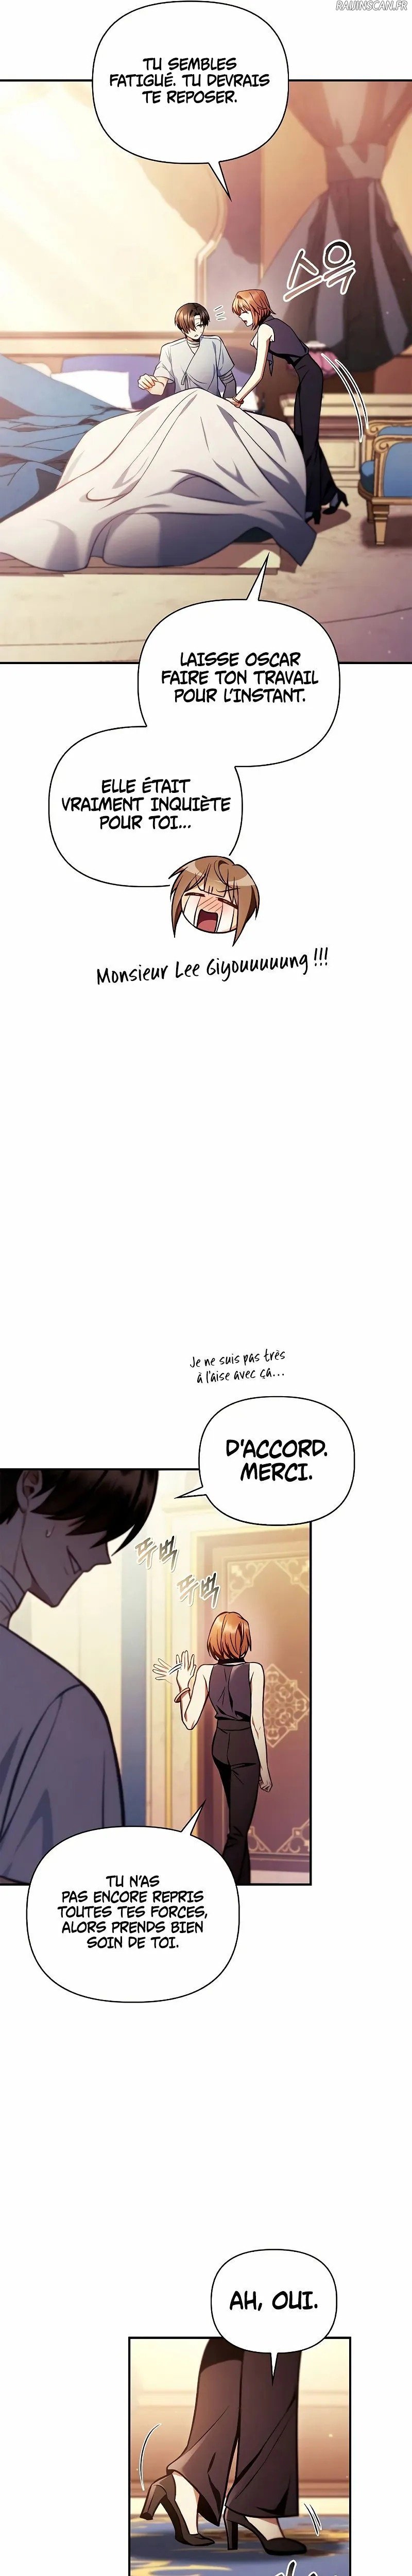 RAIJINSCAN.FR
TU SEMBLES
FATIGUÉ. TU DEVRAIS
TE REPOSER.
스윽
LAISSE OSCAR
FAIRE TON TRAVAIL
POUR L'INSTANT.
ELLE ÉTAIT
VRAIMENT INQUIÈTE
POUR TOI...
Monsieur Lee Giyouuuuung !!!
Je ne suis pas très
à l'aise avec ça...
D'ACCORD.
MERCI.
뚜벅
뚜벅
TU N'AS
PAS ENCORE REPRIS
TOUTES TES FORCES,
ALORS PRENDS BIEN
SOIN DE TOI.
AH, OUI.